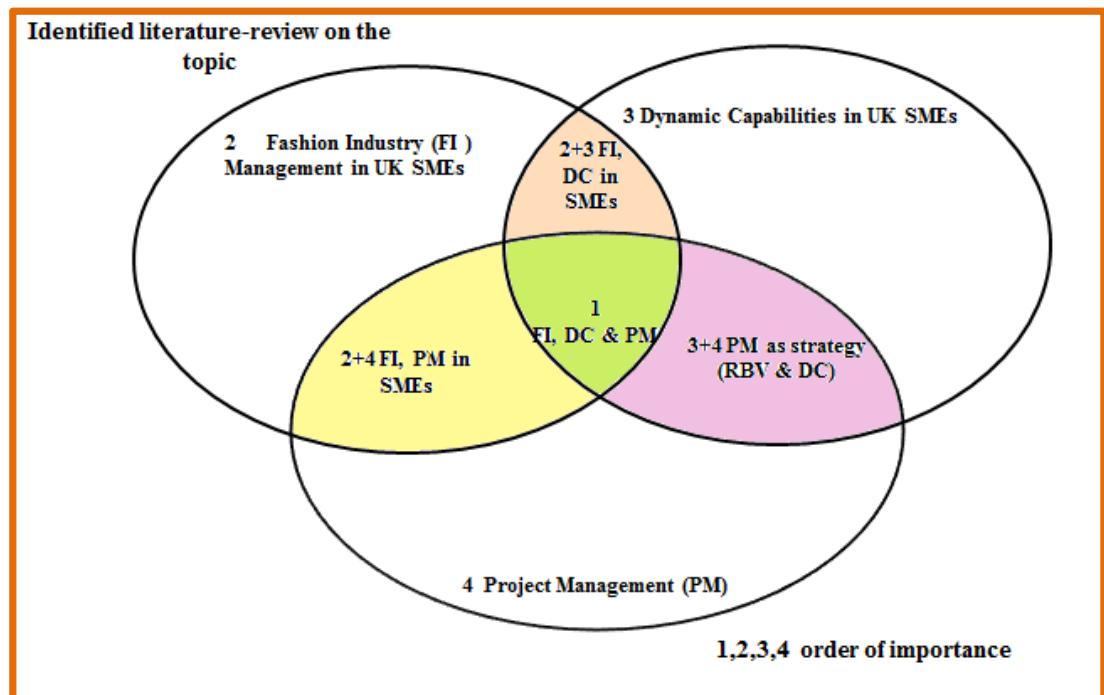 Identified literature-review on the
topic
3 Dynamic Capabilities in UK SMEs
2 Fashion Industry (FI )
Management in UK SMEs
2+3 FI,
DC in
SMEs
1
FI, DC & PM
2+4 FI, PM in
SMEs
3+4 PM as strategy
(RBV & DC)
4 Project Management (PM)
1,2,3,4 order of importance